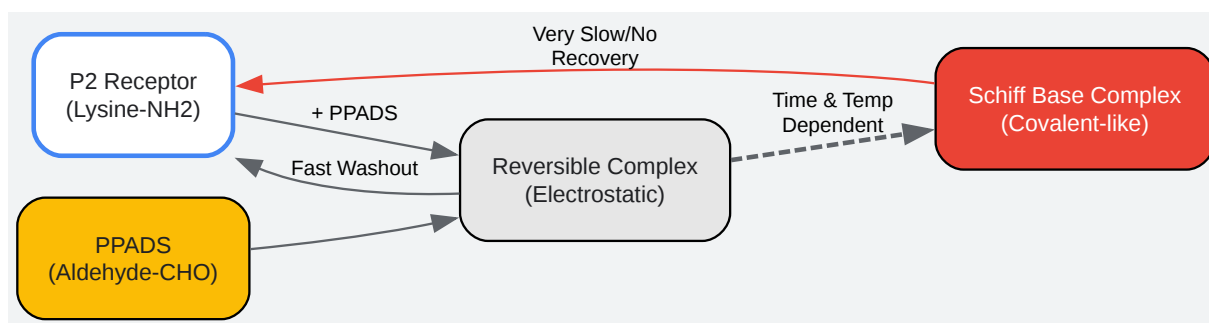 P2 Receptor
(Lysine-NH2)
+ PPADS
Fast Washout
PPADS
(Aldehyde-CHO)
Reversible Complex
(Electrostatic)
Very Slow/No
Recovery
Time & Temp
Dependent
Schiff Base Complex
(Covalent-like)